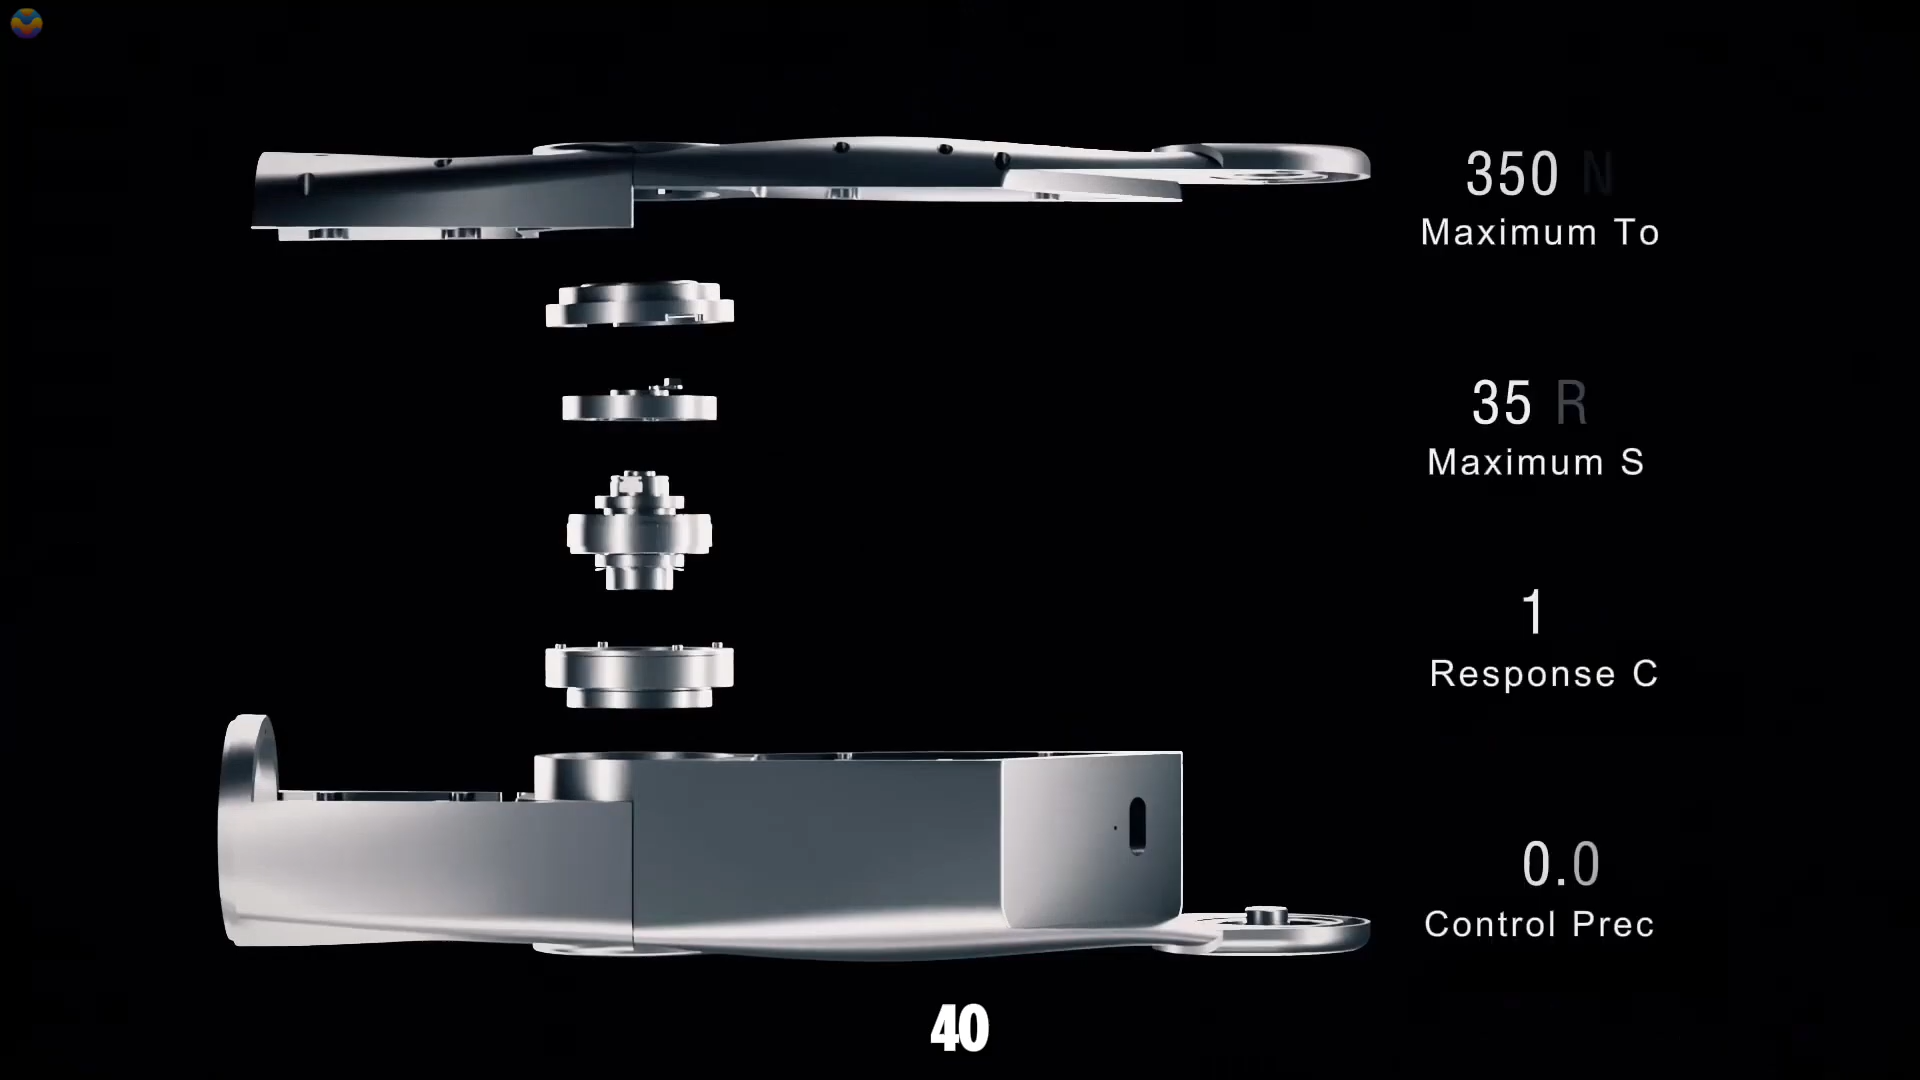 350 N
Maximum To
35 R
Maximum S
1
Response C
0.0
Control Prec
40